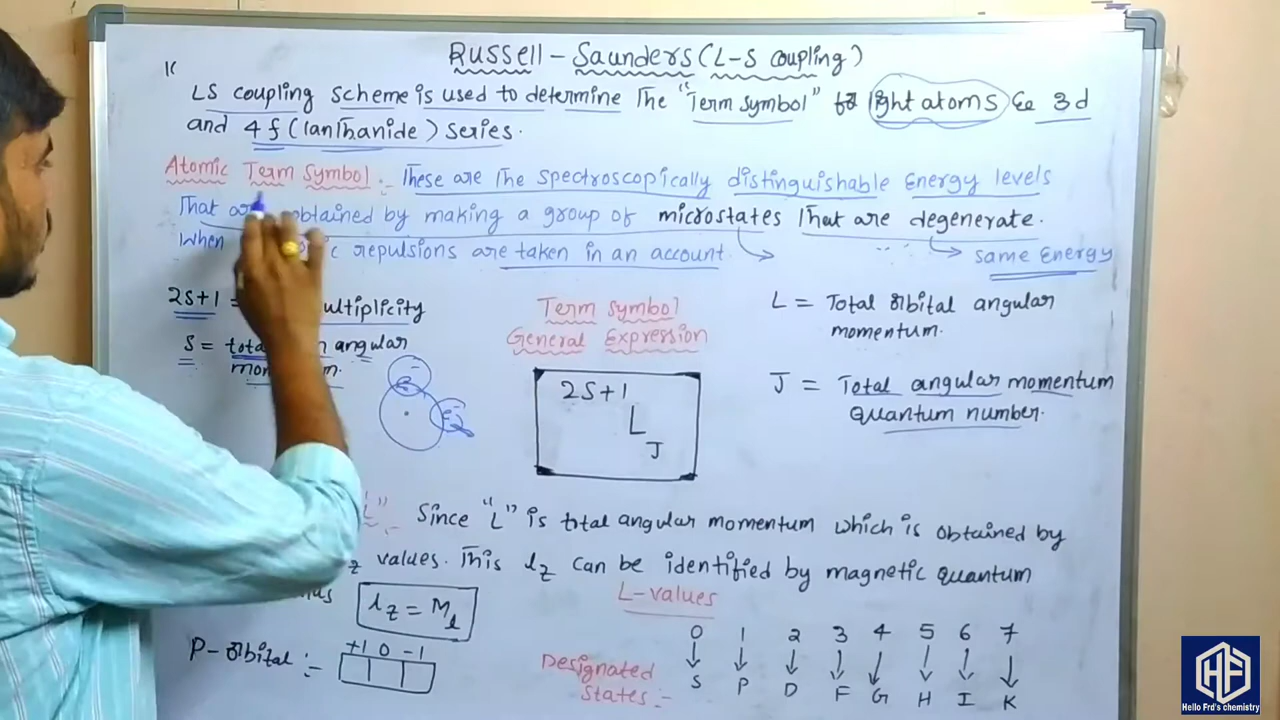 Russell - Saunders (L-S coupling)
LS coupling scheme is used to determine The "Term symbol" for light atoms ie 3d
and 4f (lanthanide) series.
Atomic Term Symbol :- These are The spectroscopically distinguishable Energy levels
That are obtained by making a group of microstates That are degenerate.
When repulsions are taken in an account
same Energy
2S+1 =
S = total angular
Term symbol
General Expression
2S+1
L
J
L = Total orbital angular
momentum.
J = Total angular momentum
Quantum number.
"L" :- Since "L" is total angular momentum which is obtained by
z values. This lz can be identified by magnetic quantum
lz = Ml
P-orbital :-
+1 0 -1
L-values
0 1 2 3 4 5 6 7
Designated
States :-
S P D F G H I K
HF
Hello Frd's chemistry